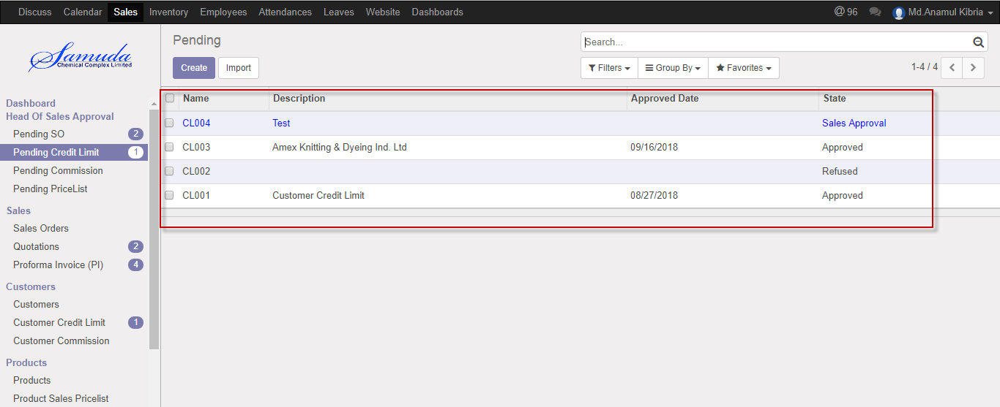 Discuss Calendar Sales Inventory Employees Attendances Leaves Website Dashboards @ 96 Md.Anamul Kibria
Samuda
Chemical Complex Limited
Dashboard
Head Of Sales Approval
Pending SO 2
Pending Credit Limit 1
Pending Commission
Pending PriceList
Sales
Sales Orders
Quotations 2
Proforma Invoice (PI) 4
Customers
Customers
Customer Credit Limit 1
Customer Commission
Products
Products
Product Sales Pricelist
Pending
Search...
Create Import
Filters Group By Favorites 1-4 / 4
Name Description Approved Date State
CL004 Test Sales Approval
CL003 Amex Knitting & Dyeing Ind. Ltd 09/16/2018 Approved
CL002 Refused
CL001 Customer Credit Limit 08/27/2018 Approved